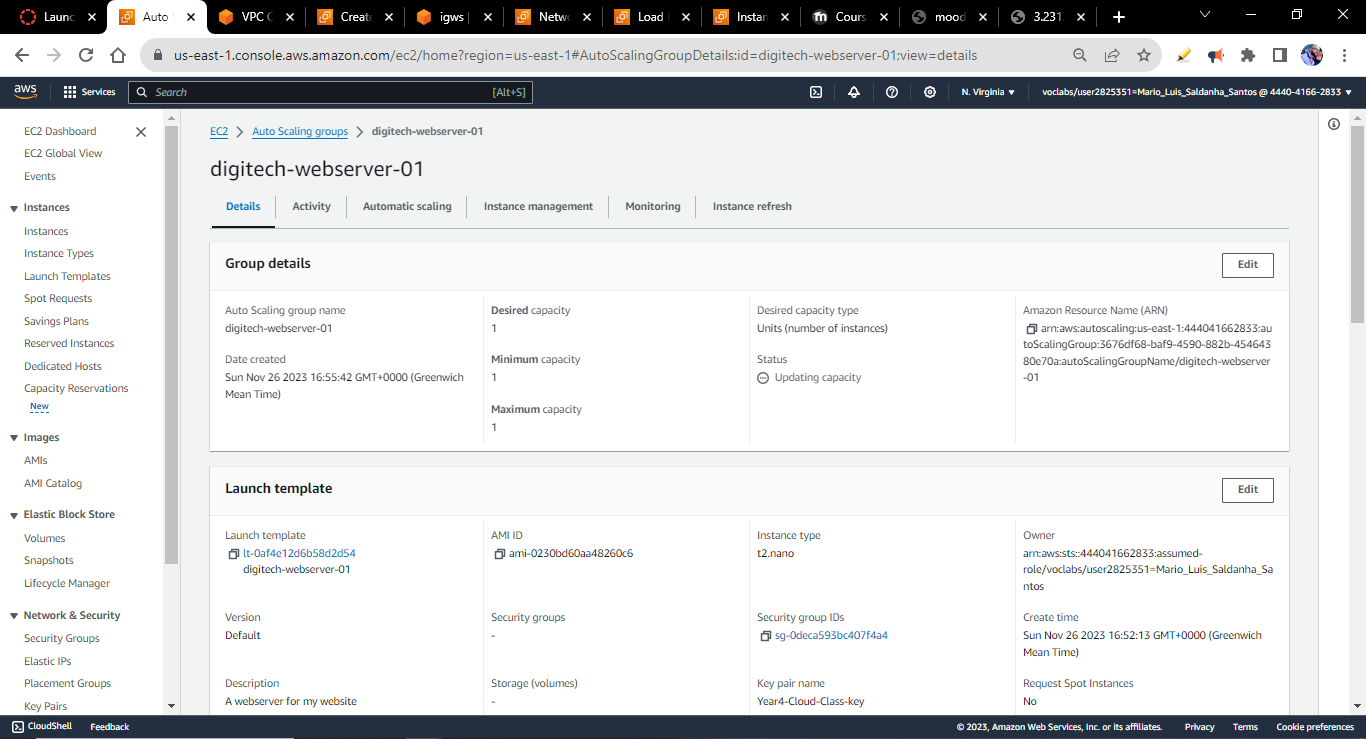 Launc
Auto S
VPC C
Create
igws |
Netw
Load
Instan
Cours
mood
3.231.
us-east-1.console.aws.amazon.com/ec2/home?region=us-east-1#AutoScalingGroupDetails:id=digitech-webserver-01;view=details
aws
Services
Search
[Alt+S]
N. Virginia
voclabs/user2825351=Mario_Luis_Saldanha_Santos @ 4440-4166-2833
EC2 Dashboard
EC2 Global View
Events
Instances
Instances
Instance Types
Launch Templates
Spot Requests
Savings Plans
Reserved Instances
Dedicated Hosts
Capacity Reservations
New
Images
AMIs
AMI Catalog
Elastic Block Store
Volumes
Snapshots
Lifecycle Manager
Network & Security
Security Groups
Elastic IPs
Placement Groups
Key Pairs
EC2 > Auto Scaling groups > digitech-webserver-01
digitech-webserver-01
Details
Activity
Automatic scaling
Instance management
Monitoring
Instance refresh
Group details
Edit
Auto Scaling group name
digitech-webserver-01
Date created
Sun Nov 26 2023 16:55:42 GMT+0000 (Greenwich
Mean Time)
Desired capacity
1
Minimum capacity
1
Maximum capacity
1
Desired capacity type
Units (number of instances)
Status
Updating capacity
Amazon Resource Name (ARN)
arn:aws:autoscaling:us-east-1:444041662833:au
toScalingGroup:3676df68-baf9-4590-882b-454643
80e70a:autoScalingGroupName/digitech-webserver
-01
Launch template
Edit
Launch template
lt-0af4e12d6b58d2d54
digitech-webserver-01
Version
Default
Description
A webserver for my website
AMI ID
ami-0230bd60aa48260c6
Security groups
-
Storage (volumes)
-
Instance type
t2.nano
Security group IDs
sg-0deca593bc407f4a4
Key pair name
Year4-Cloud-Class-key
Owner
arn:aws:sts::444041662833:assumed-
role/voclabs/user2825351=Mario_Luis_Saldanha_Sa
ntos
Create time
Sun Nov 26 2023 16:52:13 GMT+0000 (Greenwich
Mean Time)
Request Spot Instances
No
CloudShell
Feedback
© 2023, Amazon Web Services, Inc. or its affiliates.
Privacy
Terms
Cookie preferences